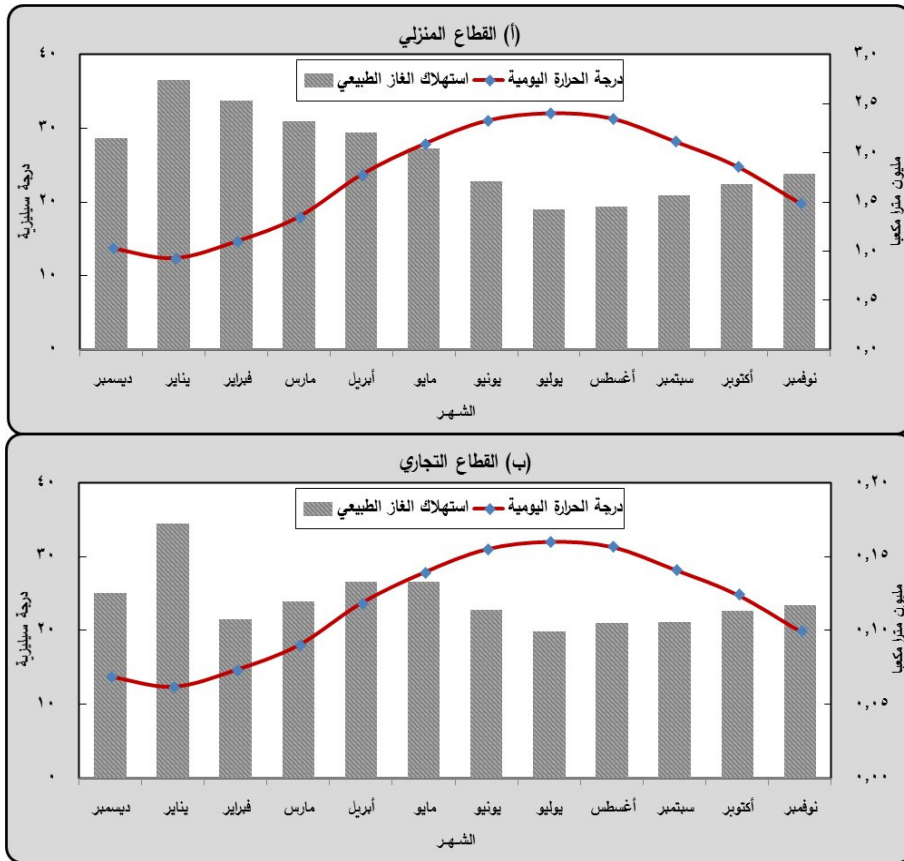 (أ) القطاع المنزلي
استهلاك الغاز الطبيعي
درجة الحرارة اليومية
درجة سيليزية
٤٠
٣٠
٢٠
١٠
٠
مليون مترا مكعبا
٣,٠
٢,٥
٢,٠
١,٥
١,٠
٠,٥
٠,٠
ديسمبر يناير فبراير مارس أبريل مايو يونيو يوليو أغسطس سبتمبر أكتوبر نوفمبر
الشهر
(ب) القطاع التجاري
استهلاك الغاز الطبيعي
درجة الحرارة اليومية
درجة سيليزية
٤٠
٣٠
٢٠
١٠
٠
مليون مترا مكعبا
٠,٢٠
٠,١٥
٠,١٠
٠,٠٥
٠,٠٠
ديسمبر يناير فبراير مارس أبريل مايو يونيو يوليو أغسطس سبتمبر أكتوبر نوفمبر
الشهر